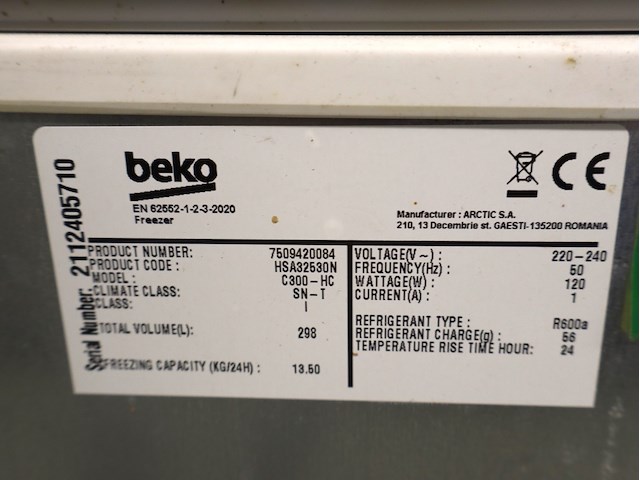 beko
EN 62552-1-2-3-2020
Freezer
CE
Manufacturer : ARCTIC S.A.
210, 13 Decembrie st. GAESTI-135200 ROMANIA
Serial Number: 2112405710
PRODUCT NUMBER: 7509420084
PRODUCT CODE : HSA32530N
MODEL : C300-HC
CLIMATE CLASS: SN-T
CLASS: I
TOTAL VOLUME(L): 298
FREEZING CAPACITY (KG/24H) : 13.50
VOLTAGE(V ~) : 220-240
FREQUENCY(Hz) : 50
WATTAGE(W) : 120
CURRENT(A) : 1
REFRIGERANT TYPE : R600a
REFRIGERANT CHARGE(g) : 56
TEMPERATURE RISE TIME HOUR: 24